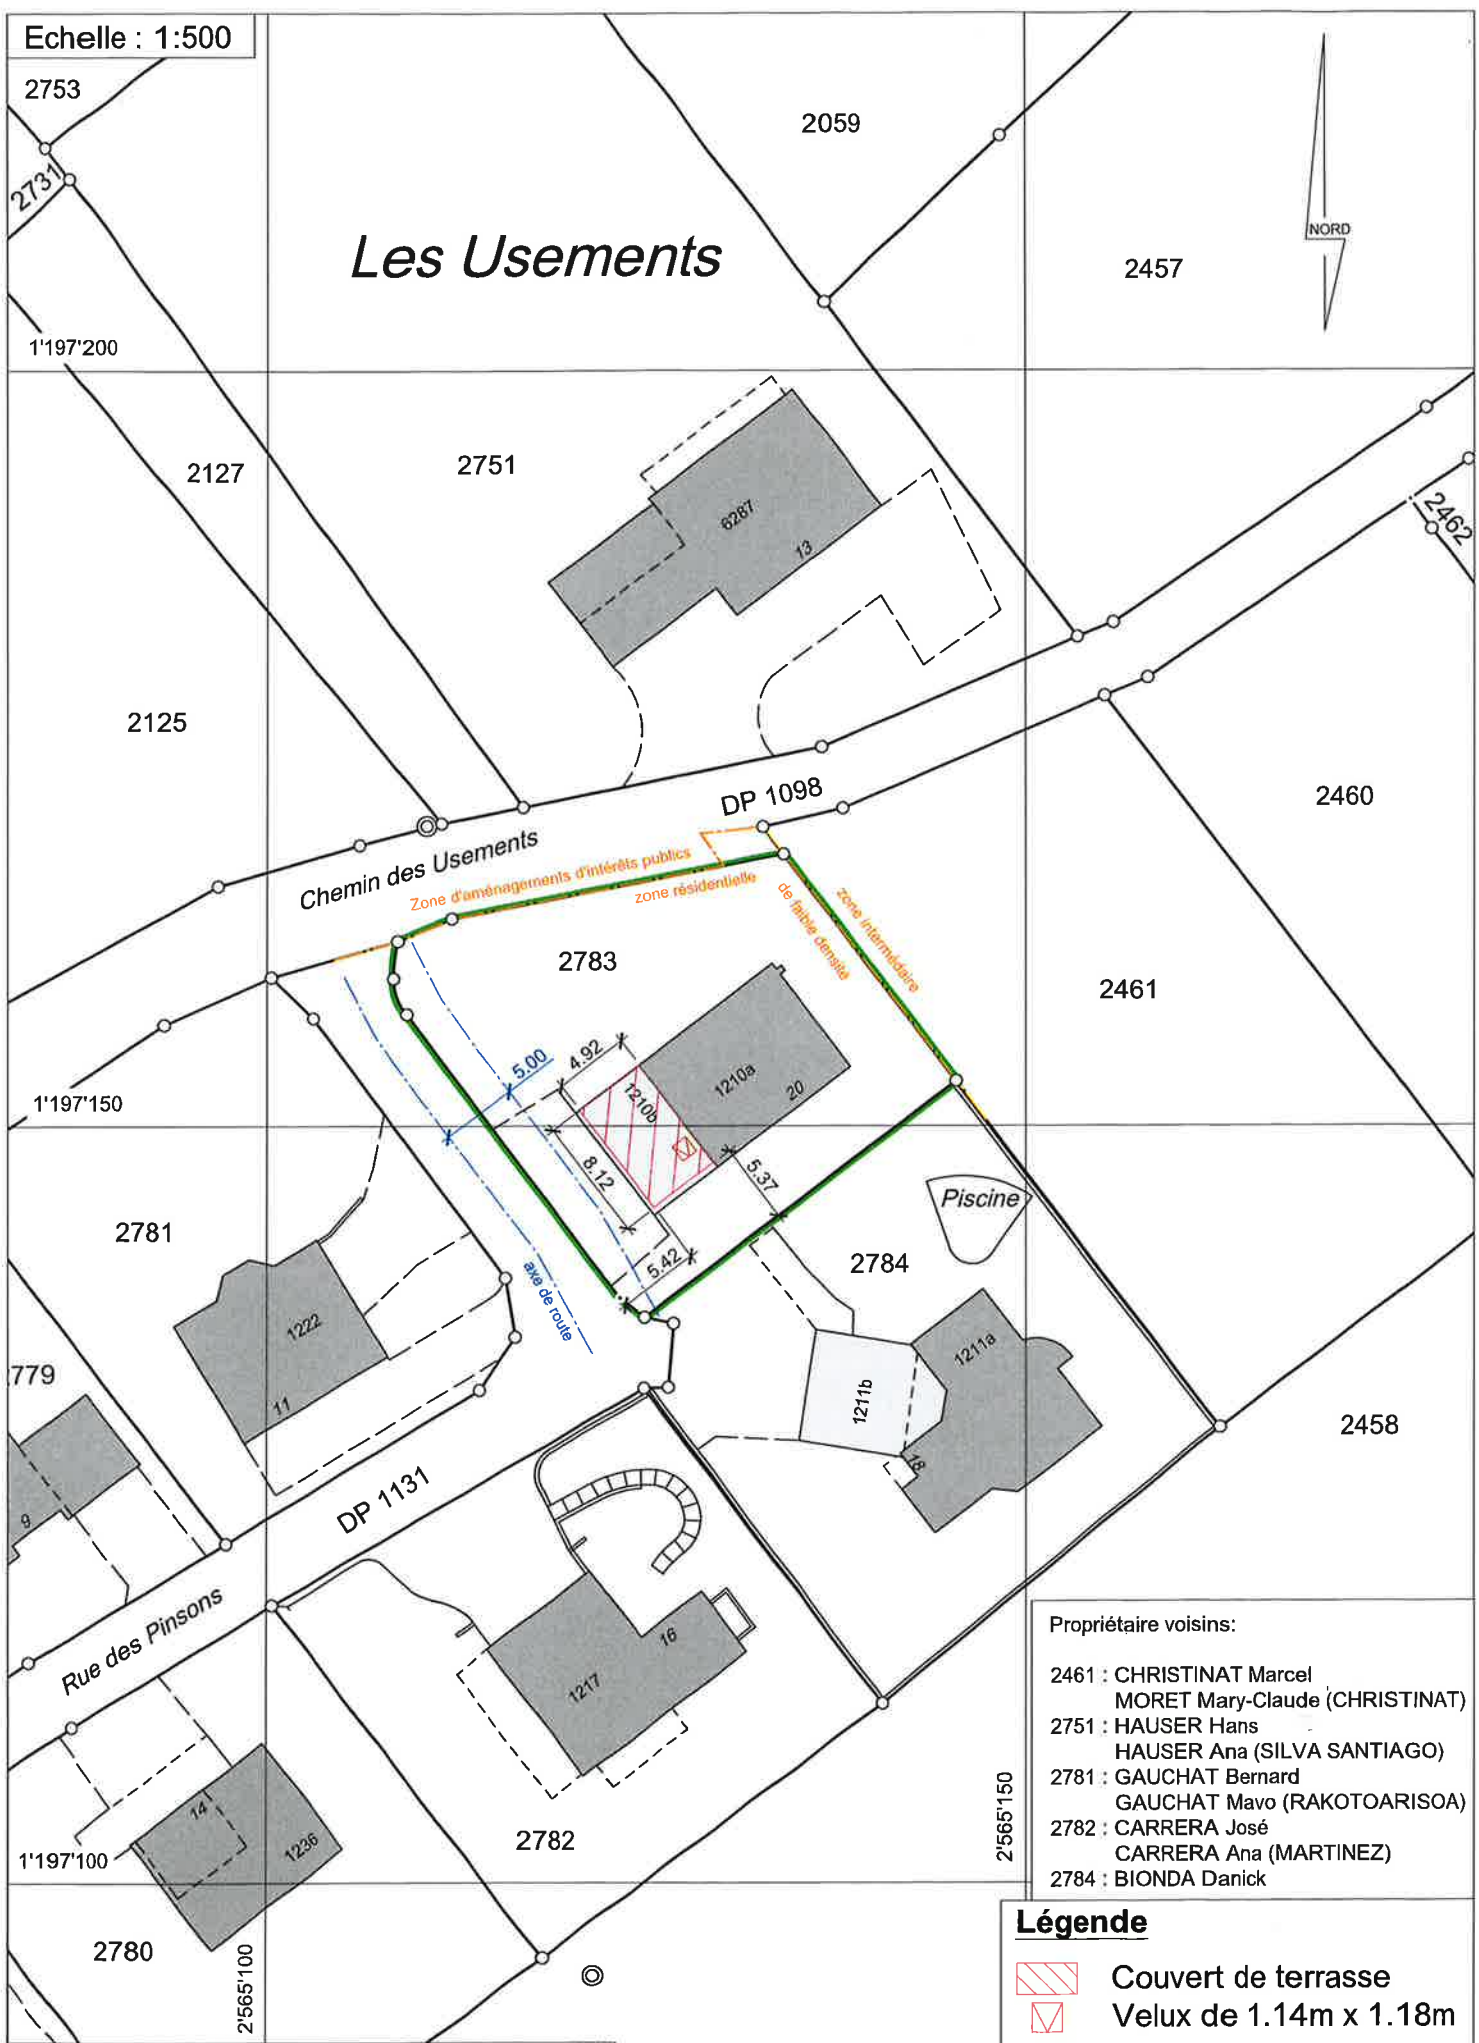 Echelle : 1:500
2753
2059
2731
NORD
Les Usements
2457
1'197'200
2751
2127
2462
6287
13
2125
DP 1098
2460
Chemin des Usements
Zone d'aménagements d'intérêts publics
zone résidentielle
de faible densité
zone intermédaire
2783
2461
5.00
4.92
1210a
1210b
20
1'197'150
8.12
5.37
Piscine
2781
2784
5.42
axe de route
1222
1211a
779
11
1211b
2458
18
DP 1131
9
Rue des Pinsons
16
1217
Propriétaire voisins:
2461 : CHRISTINAT Marcel
MORET Mary-Claude (CHRISTINAT)
2751 : HAUSER Hans
HAUSER Ana (SILVA SANTIAGO)
2781 : GAUCHAT Bernard
GAUCHAT Mavo (RAKOTOARISOA)
2782 : CARRERA José
CARRERA Ana (MARTINEZ)
2784 : BIONDA Danick
14
1236
2782
2'565'150
1'197'100
2780
2'565'100
Légende
Couvert de terrasse
Velux de 1.14m x 1.18m